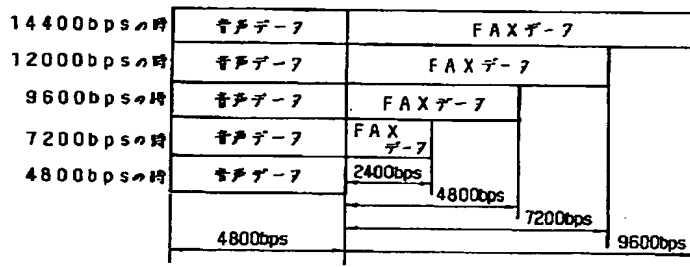 14400bpsの時 音声データ FAXデータ
12000bpsの時 音声データ FAXデータ
9600bpsの時 音声データ FAXデータ
7200bpsの時 音声データ FAX
データ
4800bpsの時 音声データ 2400bps
4800bps
7200bps
4800bps 9600bps